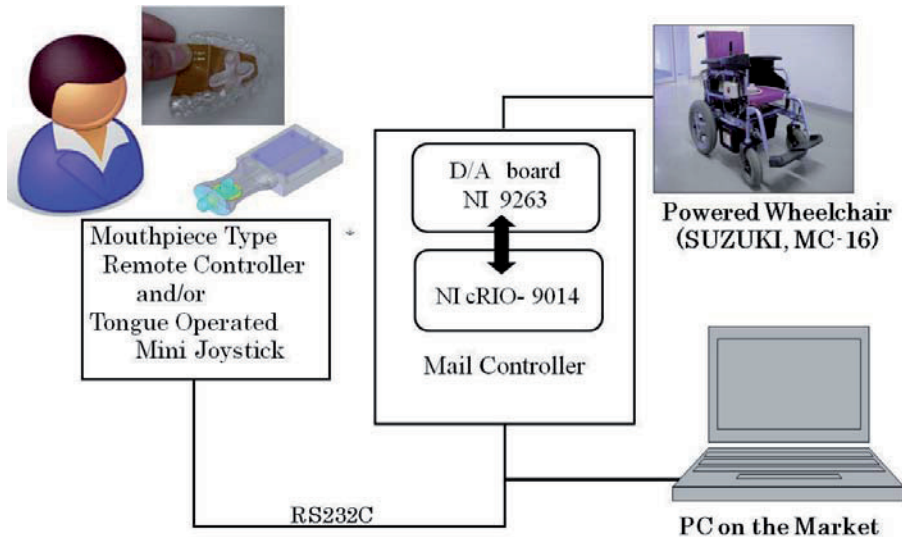 D/A board
NI 9263
NI cRIO- 9014
Mail Controller
Mouthpiece Type
Remote Controller
and/or
Tongue Operated
Mini Joystick
Powered Wheelchair
(SUZUKI, MC-16)
RS232C
PC on the Market